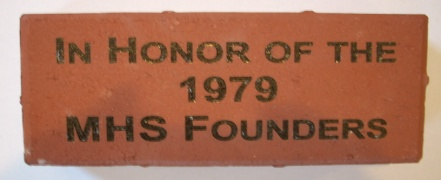 In Honor of the
1979
MHS Founders